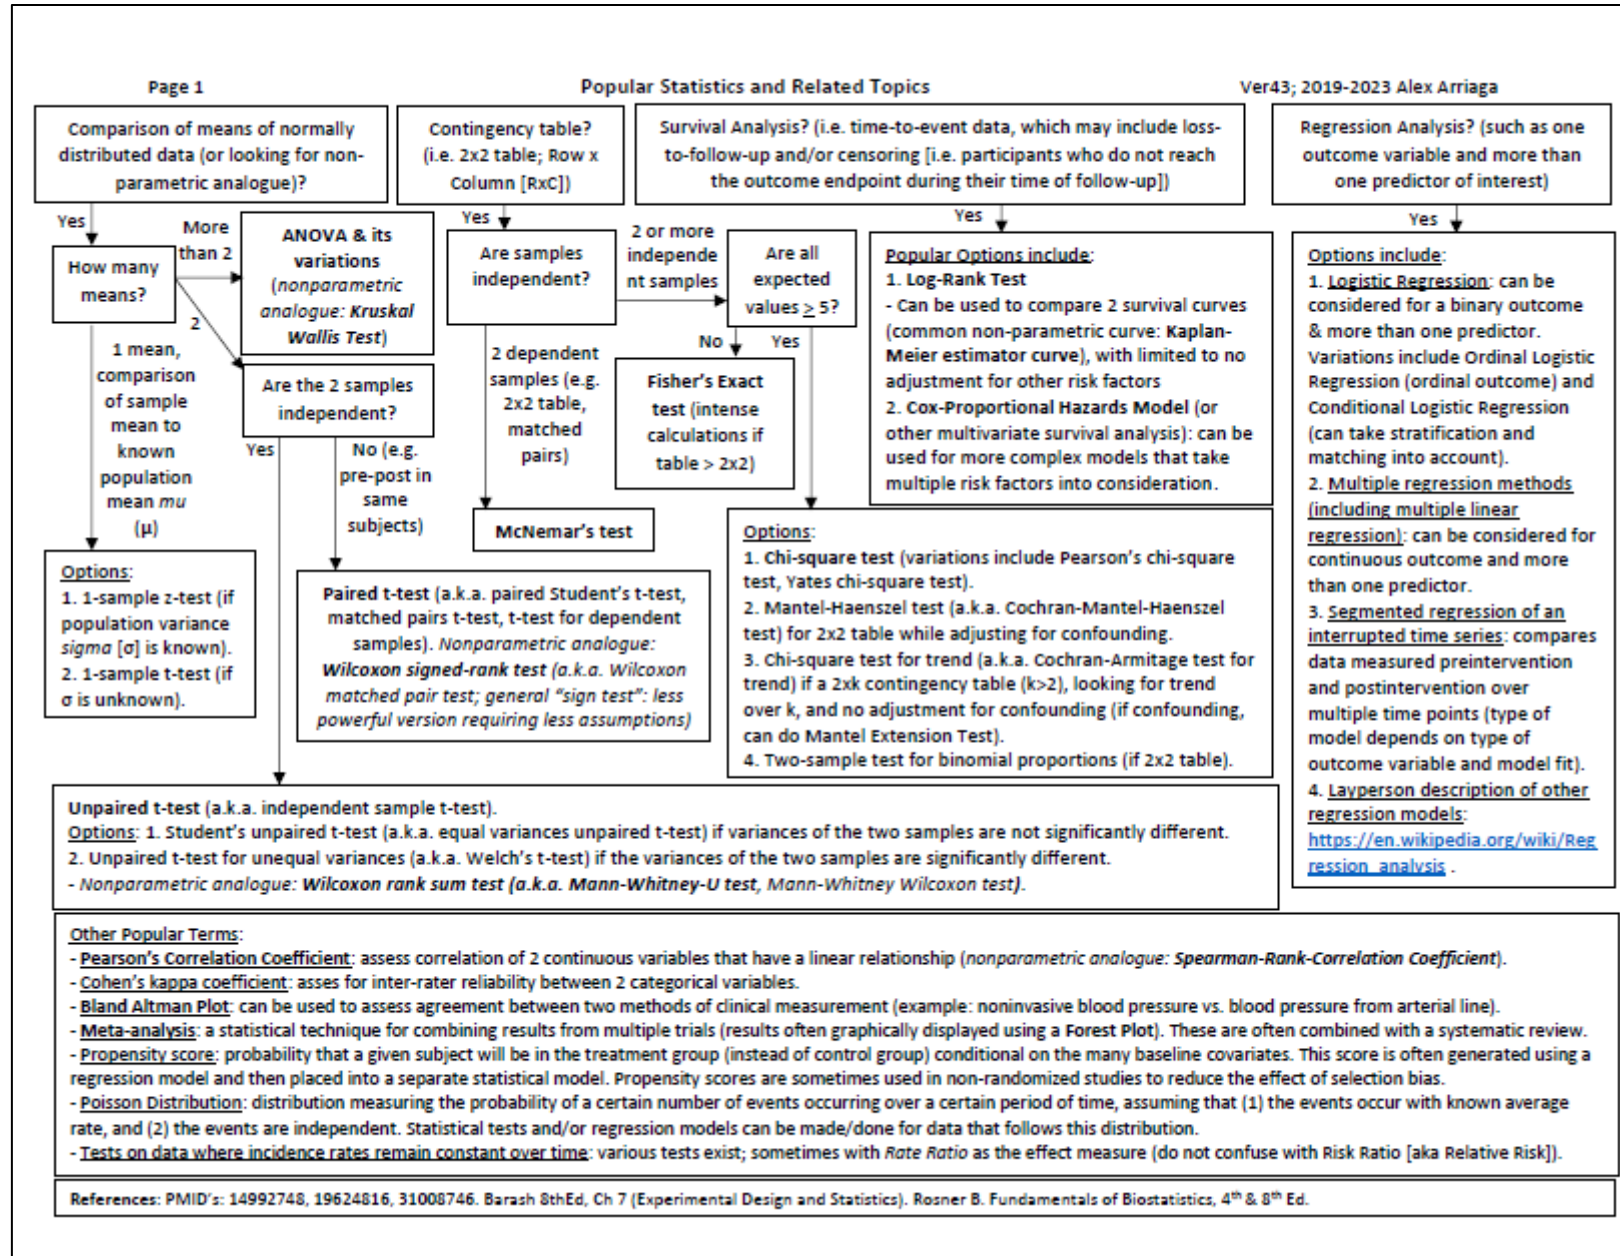 Page 1
Popular Statistics and Related Topics
Ver43; 2019-2023 Alex Arriaga
Comparison of means of normally
distributed data (or looking for non-
parametric analogue)?
Contingency table?
(i.e. 2x2 table; Row x
Column [RxC])
Survival Analysis? (i.e. time-to-event data, which may include loss-
to-follow-up and/or censoring [i.e. participants who do not reach
the outcome endpoint during their time of follow-up])
Regression Analysis? (such as one
outcome variable and more than
one predictor of interest)
Yes
How many
means?
More
than 2
ANOVA & its
variations
(nonparametric
analogue: Kruskal
Wallis Test)
2
Are the 2 samples
independent?
1 mean,
comparison
of sample
mean to
known
population
mean mu
(μ)
Options:
1. 1-sample z-test (if
population variance
sigma [σ] is known).
2. 1-sample t-test (if
σ is unknown).
Yes
No (e.g.
pre-post in
same
subjects)
Paired t-test (a.k.a. paired Student's t-test,
matched pairs t-test, t-test for dependent
samples). Nonparametric analogue:
Wilcoxon signed-rank test (a.k.a. Wilcoxon
matched pair test; general "sign test": less
powerful version requiring less assumptions)
Unpaired t-test (a.k.a. independent sample t-test).
Options: 1. Student's unpaired t-test (a.k.a. equal variances unpaired t-test) if variances of the two samples are not significantly different.
2. Unpaired t-test for unequal variances (a.k.a. Welch's t-test) if the variances of the two samples are significantly different.
- Nonparametric analogue: Wilcoxon rank sum test (a.k.a. Mann-Whitney-U test, Mann-Whitney Wilcoxon test).
Yes
Are samples
independent?
2 or more
independe
nt samples
Are all
expected
values ≥ 5?
2 dependent
samples (e.g.
2x2 table,
matched
pairs)
McNemar's test
No
Yes
Fisher's Exact
test (intense
calculations if
table > 2x2)
Options:
1. Chi-square test (variations include Pearson's chi-square
test, Yates chi-square test).
2. Mantel-Haenszel test (a.k.a. Cochran-Mantel-Haenszel
test) for 2x2 table while adjusting for confounding.
3. Chi-square test for trend (a.k.a. Cochran-Armitage test for
trend) if a 2xk contingency table (k>2), looking for trend
over k, and no adjustment for confounding (if confounding,
can do Mantel Extension Test).
4. Two-sample test for binomial proportions (if 2x2 table).
Yes
Popular Options include:
1. Log-Rank Test
- Can be used to compare 2 survival curves
(common non-parametric curve: Kaplan-
Meier estimator curve), with limited to no
adjustment for other risk factors
2. Cox-Proportional Hazards Model (or
other multivariate survival analysis): can be
used for more complex models that take
multiple risk factors into consideration.
Yes
Options include:
1. Logistic Regression: can be
considered for a binary outcome
& more than one predictor.
Variations include Ordinal Logistic
Regression (ordinal outcome) and
Conditional Logistic Regression
(can take stratification and
matching into account).
2. Multiple regression methods
(including multiple linear
regression): can be considered for
continuous outcome and more
than one predictor.
3. Segmented regression of an
interrupted time series: compares
data measured preintervention
and postintervention over
multiple time points (type of
model depends on type of
outcome variable and model fit).
4. Layperson description of other
regression models:
https://en.wikipedia.org/wiki/Reg
ression_analysis .
Other Popular Terms:
- Pearson's Correlation Coefficient: assess correlation of 2 continuous variables that have a linear relationship (nonparametric analogue: Spearman-Rank-Correlation Coefficient).
- Cohen's kappa coefficient: asses for inter-rater reliability between 2 categorical variables.
- Bland Altman Plot: can be used to assess agreement between two methods of clinical measurement (example: noninvasive blood pressure vs. blood pressure from arterial line).
- Meta-analysis: a statistical technique for combining results from multiple trials (results often graphically displayed using a Forest Plot). These are often combined with a systematic review.
- Propensity score: probability that a given subject will be in the treatment group (instead of control group) conditional on the many baseline covariates. This score is often generated using a
regression model and then placed into a separate statistical model. Propensity scores are sometimes used in non-randomized studies to reduce the effect of selection bias.
- Poisson Distribution: distribution measuring the probability of a certain number of events occurring over a certain period of time, assuming that (1) the events occur with known average
rate, and (2) the events are independent. Statistical tests and/or regression models can be made/done for data that follows this distribution.
- Tests on data where incidence rates remain constant over time: various tests exist; sometimes with Rate Ratio as the effect measure (do not confuse with Risk Ratio [aka Relative Risk]).
References: PMID's: 14992748, 19624816, 31008746. Barash 8thEd, Ch 7 (Experimental Design and Statistics). Rosner B. Fundamentals of Biostatistics, 4th & 8th Ed.